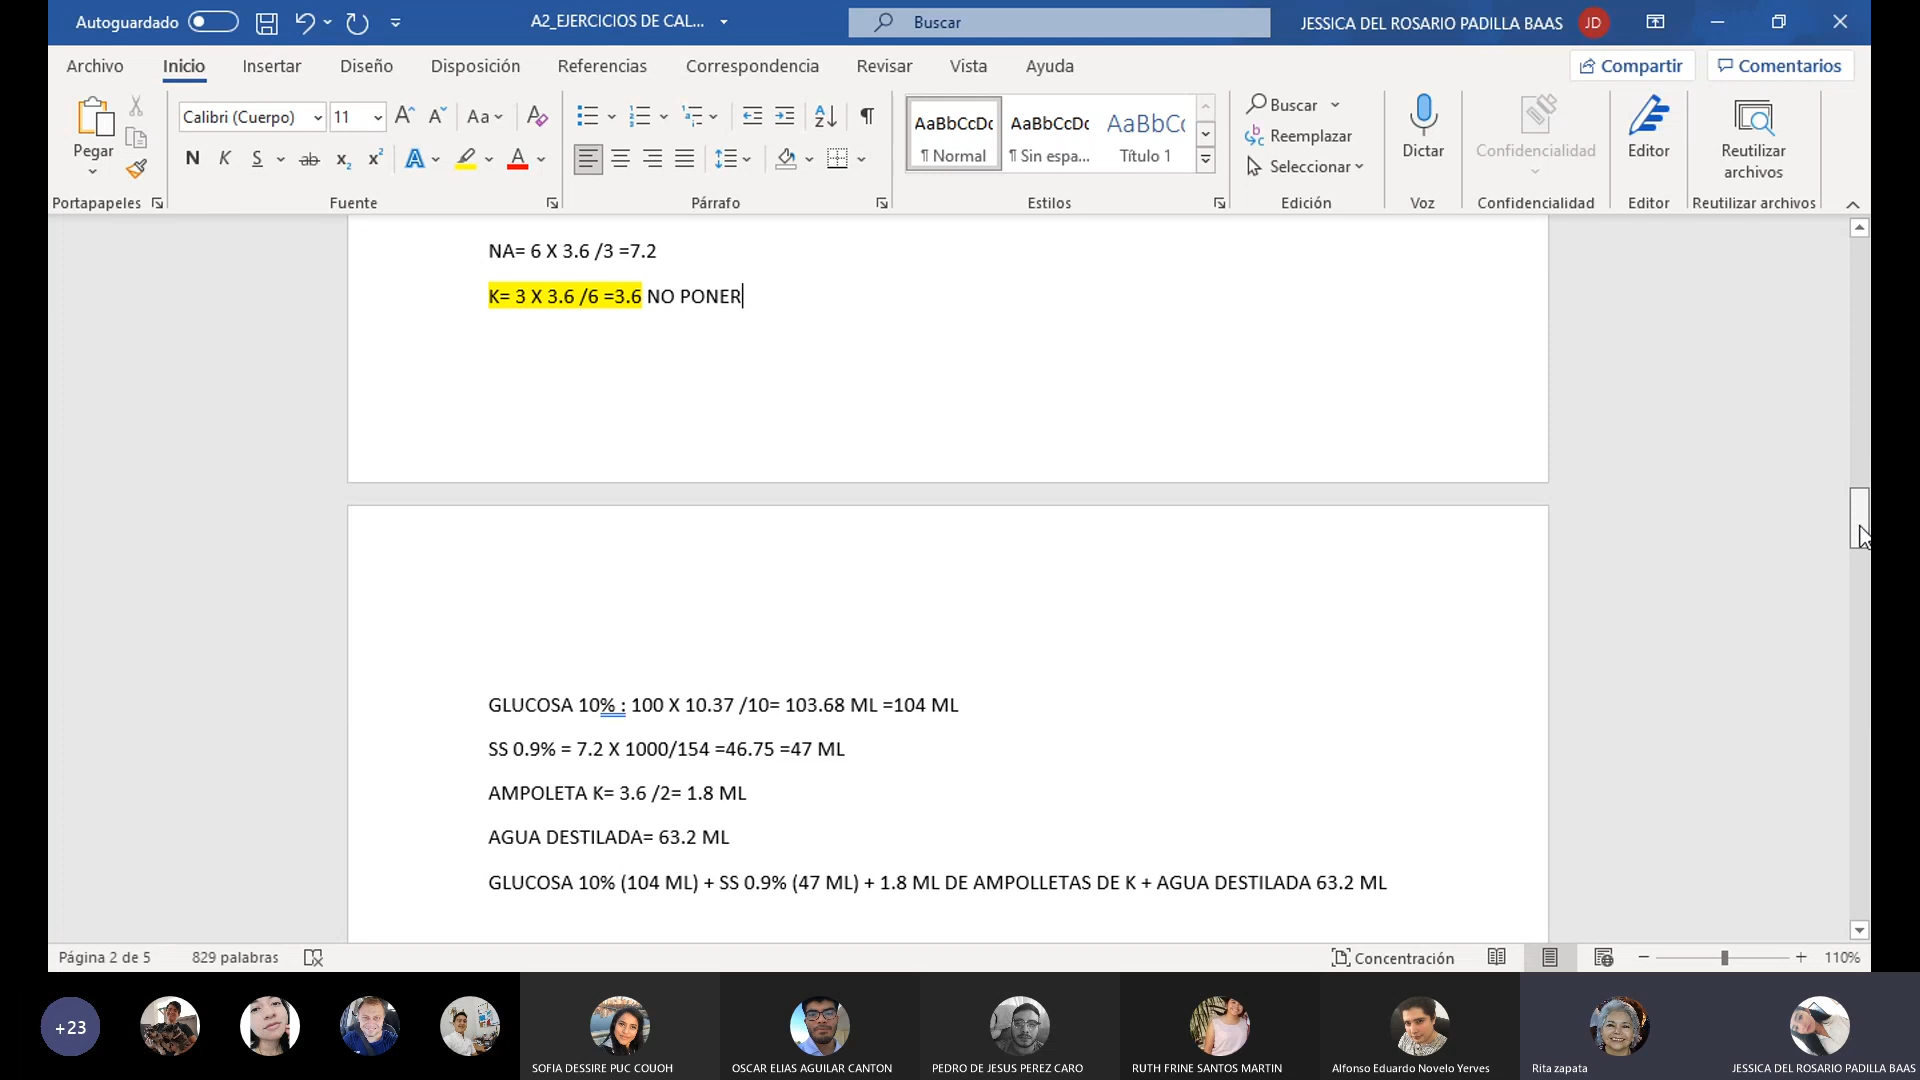 Autoguardado
A2_EJERCICIOS DE CAL...
Buscar
JESSICA DEL ROSARIO PADILLA BAAS
JD
Archivo Inicio Insertar Diseño Disposición Referencias Correspondencia Revisar Vista Ayuda
Compartir
Comentarios
Pegar
Calibri (Cuerpo)
11
Aa
N K S ab x₂ x² A A
AaBbCcDc AaBbCcDc AaBbCc
¶ Normal ¶ Sin espa... Título 1
Buscar
Reemplazar
Seleccionar
Dictar
Confidencialidad
Editor
Reutilizar
archivos
Portapapeles Fuente Párrafo Estilos Edición Voz Confidencialidad Editor Reutilizar archivos
NA= 6 X 3.6 /3 =7.2
K= 3 X 3.6 /6 =3.6 NO PONER
GLUCOSA 10% : 100 X 10.37 /10= 103.68 ML =104 ML
SS 0.9% = 7.2 X 1000/154 =46.75 =47 ML
AMPOLETA K= 3.6 /2= 1.8 ML
AGUA DESTILADA= 63.2 ML
GLUCOSA 10% (104 ML) + SS 0.9% (47 ML) + 1.8 ML DE AMPOLLETAS DE K + AGUA DESTILADA 63.2 ML
Página 2 de 5 829 palabras
Concentración
110%
+23
SOFIA DESSIRE PUC COUOH
OSCAR ELIAS AGUILAR CANTON
PEDRO DE JESUS PEREZ CARO
RUTH FRINE SANTOS MARTIN
Alfonso Eduardo Novelo Yerves
Rita zapata
JESSICA DEL ROSARIO PADILLA BAAS